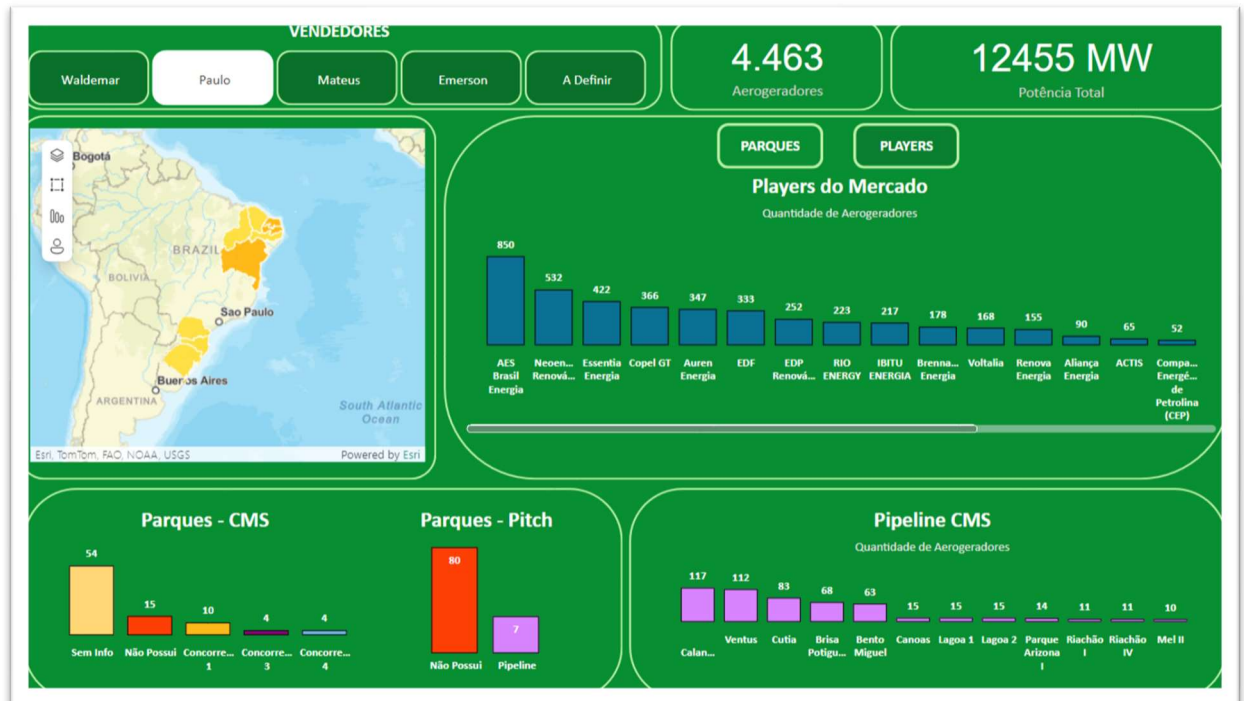 VENDEDORES
Waldemar
Paulo
Mateus
Emerson
A Definir
4.463
Aerogeradores
12455 MW
Potência Total
Bogotá
BRAZIL
BOLIVIA
Sao Paulo
Buenos Aires
ARGENTINA
South Atlantic
Ocean
Esri, TomTom, FAO, NOAA, USGS
Powered by Esri
PARQUES
PLAYERS
Players do Mercado
Quantidade de Aerogeradores
850
532
422
366
347
333
252
223
217
178
168
155
90
65
52
AES
Brasil
Energia
Neoen...
Renová...
Essentia
Energia
Copel GT
Auren
Energia
EDF
EDP
Renová...
RIO
ENERGY
IBITU
ENERGIA
Brenna...
Energia
Voltalia
Renova
Energia
Aliança
Energia
ACTIS
Compa...
Energé...
de
Petrolina
(CEP)
Parques - CMS
54
15
10
4
4
Sem Info
Não Possui
Concorre...
1
Concorre...
3
Concorre...
4
Parques - Pitch
80
7
Não Possui
Pipeline
Pipeline CMS
Quantidade de Aerogeradores
117
112
83
68
63
15
15
15
14
11
11
10
Calan...
Ventus
Cutia
Brisa
Potigu...
Bento
Miguel
Canoas
Lagoa 1
Lagoa 2
Parque
Arizona
I
Riachão
I
Riachão
IV
Mel II